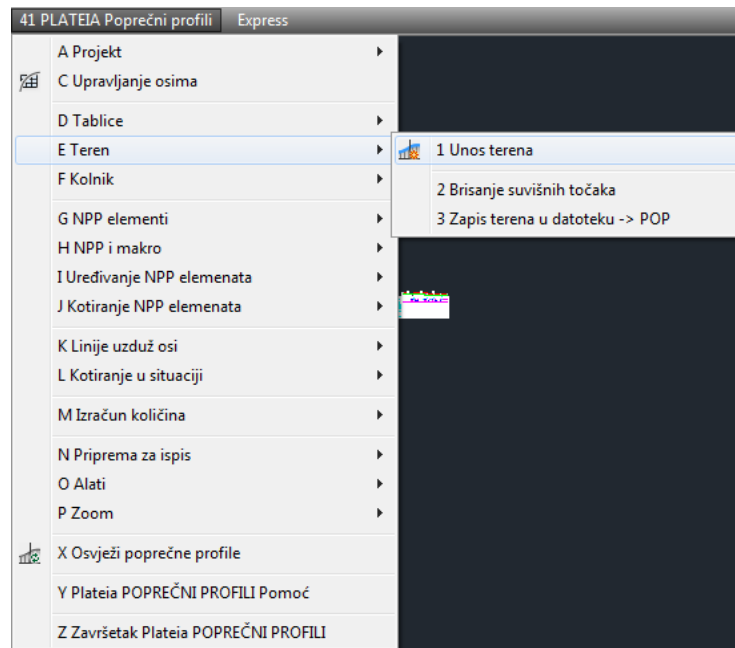 41 PLATEIA Poprečni profili Express
A Projekt
C Upravljanje osima
D Tablice
E Teren
F Kolnik
G NPP elementi
H NPP i makro
I Uređivanje NPP elemenata
J Kotiranje NPP elemenata
K Linije uzduž osi
L Kotiranje u situaciji
M Izračun količina
N Priprema za ispis
O Alati
P Zoom
X Osvježi poprečne profile
Y Plateia POPREČNI PROFILI Pomoć
Z Završetak Plateia POPREČNI PROFILI
1 Unos terena
2 Brisanje suvišnih točaka
3 Zapis terena u datoteku -> POP